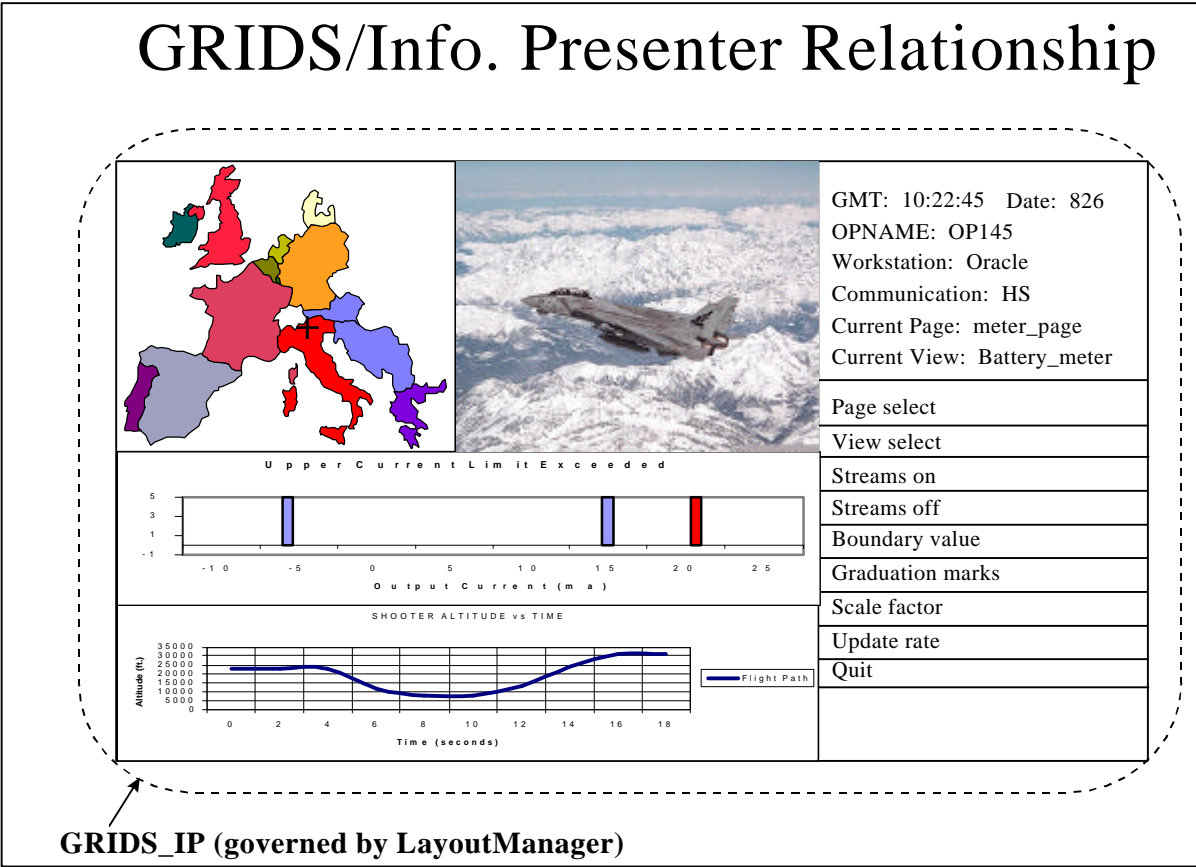 GRIDS/Info. Presenter Relationship
GMT: 10:22:45 Date: 826
OPNAME: OP145
Workstation: Oracle
Communication: HS
Current Page: meter_page
Current View: Battery_meter
Page select
View select
Streams on
Streams off
Boundary value
Graduation marks
Scale factor
Update rate
Quit
Upper Current Limit Exceeded
5
3
1
-1
-10 -5 0 5 10 15 20 25
Output Current (ma)
SHOOTER ALTITUDE vs TIME
Altitude (ft.)
35000
30000
25000
20000
15000
10000
5000
0
0 2 4 6 8 10 12 14 16 18
Time (seconds)
Flight Path
GRIDS_IP (governed by LayoutManager)